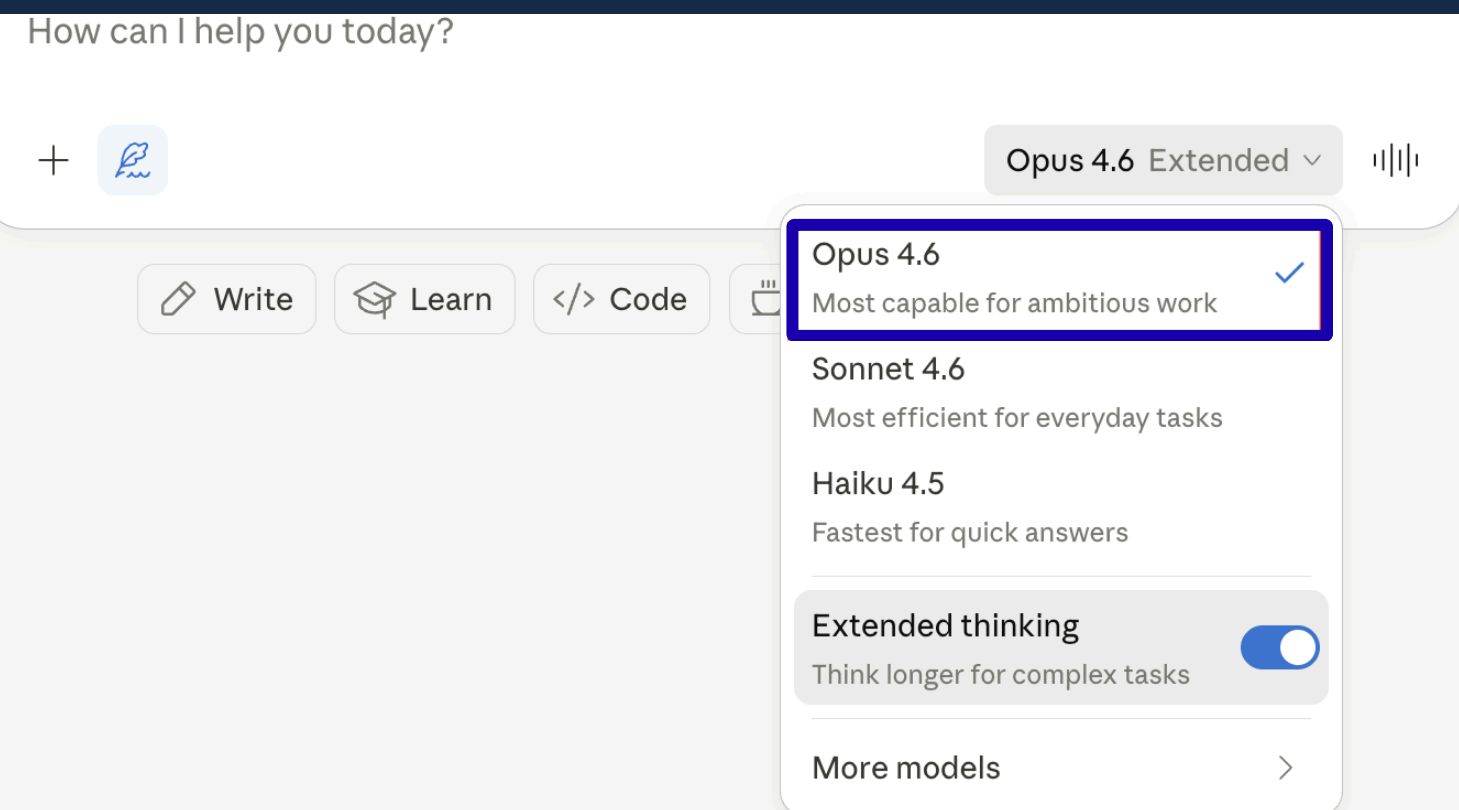 How can I help you today?
Opus 4.6 Extended
Write
Learn
</> Code
Opus 4.6
Most capable for ambitious work
Sonnet 4.6
Most efficient for everyday tasks
Haiku 4.5
Fastest for quick answers
Extended thinking
Think longer for complex tasks
More models